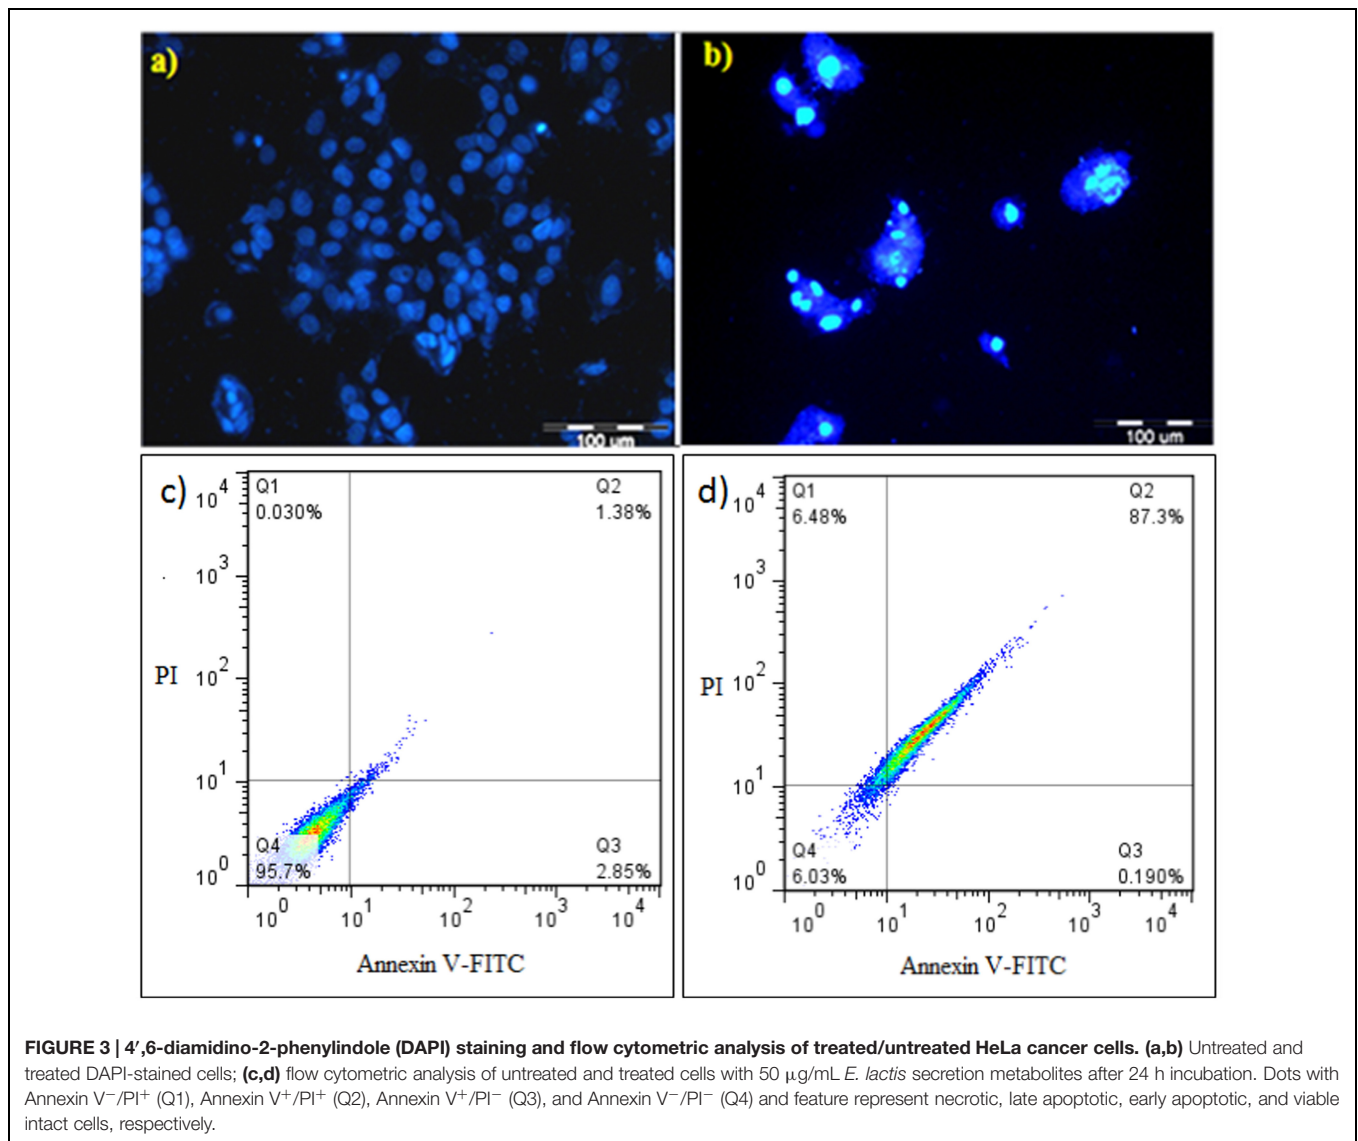 a)
b)
100 um
100 um
c)
Q1
0.030%
Q2
1.38%
Q4
95.7%
Q3
2.85%
PI
10^4
10^3
10^2
10^1
10^0
10^0 10^1 10^2 10^3 10^4
Annexin V-FITC
d)
Q1
6.48%
Q2
87.3%
Q4
6.03%
Q3
0.190%
PI
10^4
10^3
10^2
10^1
10^0
10^0 10^1 10^2 10^3 10^4
Annexin V-FITC
FIGURE 3 | 4′,6-diamidino-2-phenylindole (DAPI) staining and flow cytometric analysis of treated/untreated HeLa cancer cells. (a,b) Untreated and
treated DAPI-stained cells; (c,d) flow cytometric analysis of untreated and treated cells with 50 μg/mL E. lactis secretion metabolites after 24 h incubation. Dots with
Annexin V⁻/PI⁺ (Q1), Annexin V⁺/PI⁺ (Q2), Annexin V⁺/PI⁻ (Q3), and Annexin V⁻/PI⁻ (Q4) and feature represent necrotic, late apoptotic, early apoptotic, and viable
intact cells, respectively.